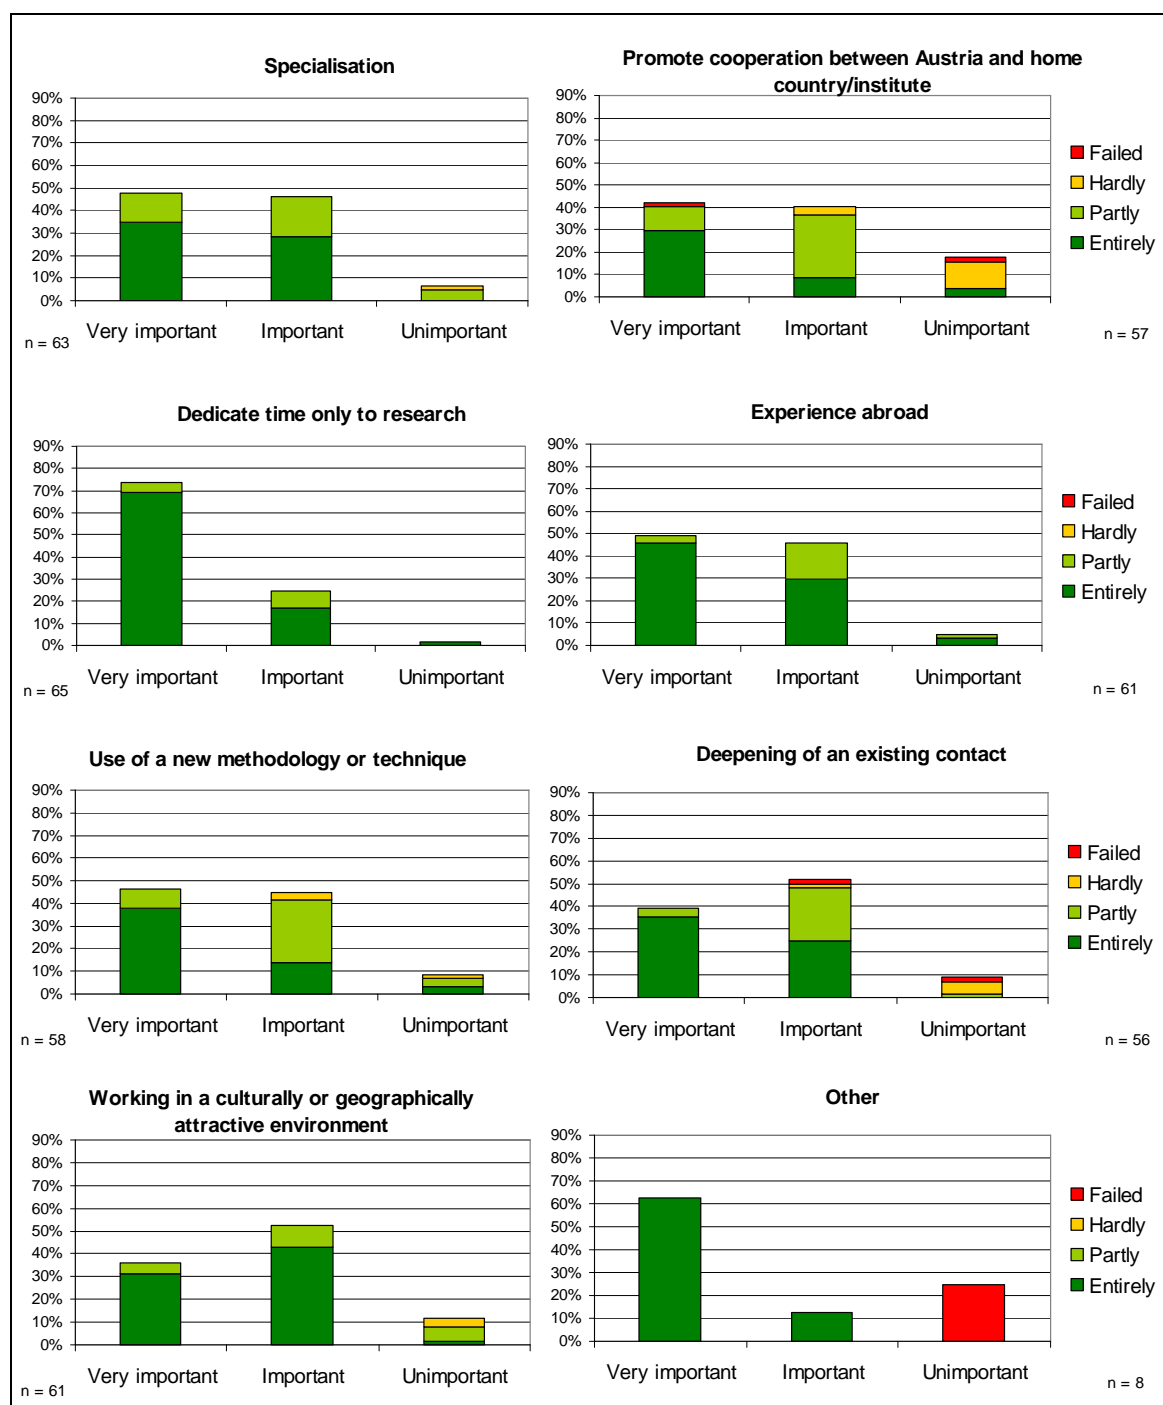 Specialisation
90%
80%
70%
60%
50%
40%
30%
20%
10%
0%
Very important Important Unimportant
n = 63
Promote cooperation between Austria and home
country/institute
90%
80%
70%
60%
50%
40%
30%
20%
10%
0%
Very important Important Unimportant
Failed
Hardly
Partly
Entirely
n = 57
Dedicate time only to research
90%
80%
70%
60%
50%
40%
30%
20%
10%
0%
Very important Important Unimportant
n = 65
Experience abroad
90%
80%
70%
60%
50%
40%
30%
20%
10%
0%
Very important Important Unimportant
Failed
Hardly
Partly
Entirely
n = 61
Use of a new methodology or technique
90%
80%
70%
60%
50%
40%
30%
20%
10%
0%
Very important Important Unimportant
n = 58
Deepening of an existing contact
90%
80%
70%
60%
50%
40%
30%
20%
10%
0%
Very important Important Unimportant
Failed
Hardly
Partly
Entirely
n = 56
Working in a culturally or geographically
attractive environment
90%
80%
70%
60%
50%
40%
30%
20%
10%
0%
Very important Important Unimportant
n = 61
Other
90%
80%
70%
60%
50%
40%
30%
20%
10%
0%
Very important Important Unimportant
Failed
Hardly
Partly
Entirely
n = 8